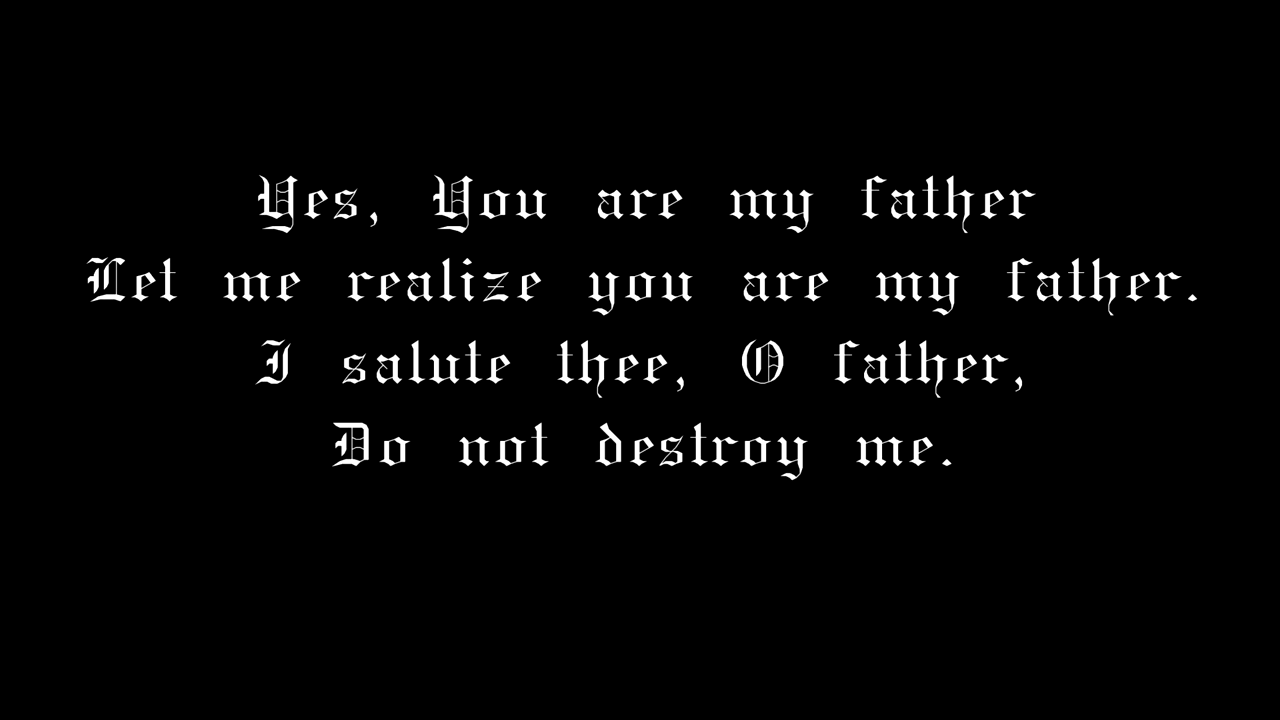 Yes, You are my father
Let me realize you are my father.
I salute thee, O father,
Do not destroy me.